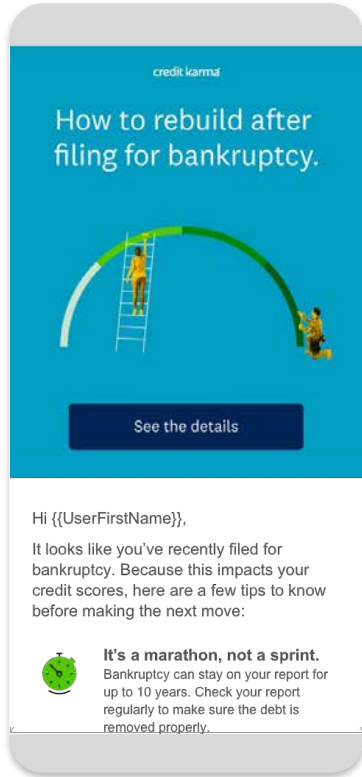 credit karma
How to rebuild after
filing for bankruptcy.
See the details
Hi {{UserFirstName}},
It looks like you've recently filed for
bankruptcy. Because this impacts your
credit scores, here are a few tips to know
before making the next move:
It's a marathon, not a sprint.
Bankruptcy can stay on your report for
up to 10 years. Check your report
regularly to make sure the debt is
removed properly.